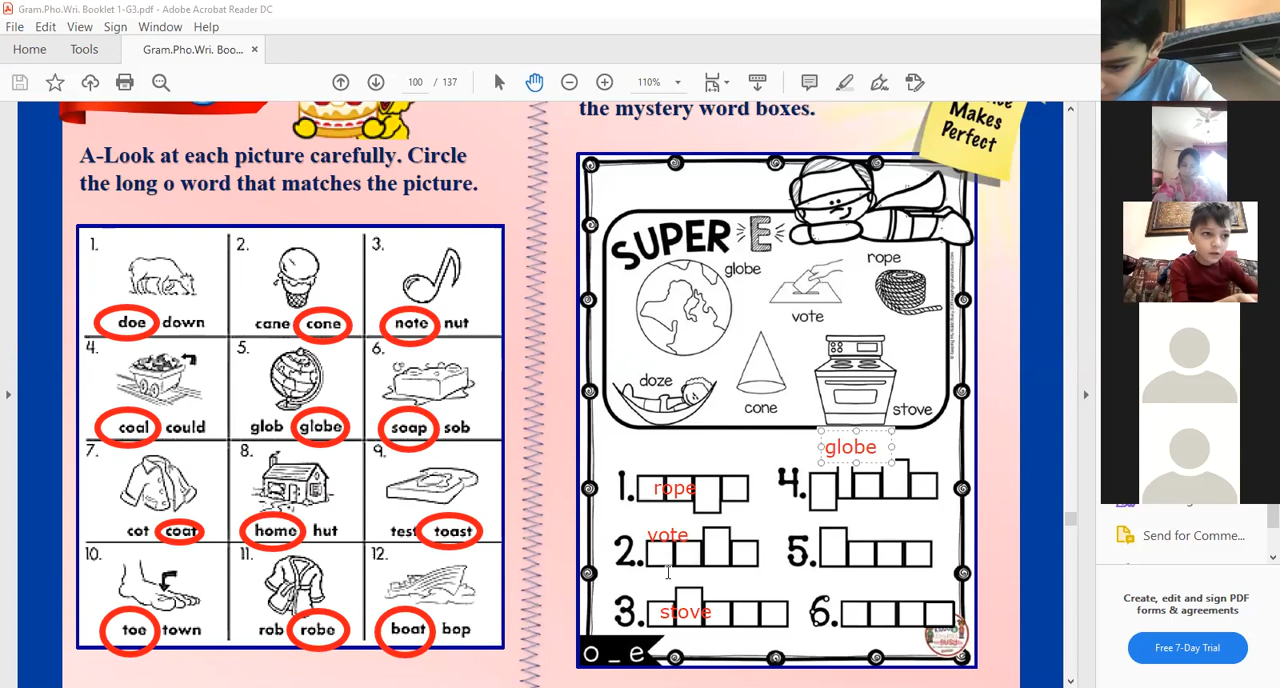 Gram.Pho.Wri. Booklet 1-G3.pdf - Adobe Acrobat Reader DC
File Edit View Sign Window Help
Home Tools Gram.Pho.Wri. Boo... ×
100 / 137 110%
A-Look at each picture carefully. Circle
the long o word that matches the picture.
1. 2. 3.
doe down cane cone note nut
4. 5. 6.
coal could glob globe soap sob
7. 8. 9.
cot coat home hut test toast
10. 11. 12.
toe town rob robe boat bop
the mystery word boxes.
Makes
Perfect
SUPER E
globe
rope
vote
doze
cone
stove
globe
1. rope
4.
2. vote
5.
3. stove
6.
o _ e
Send for Comme...
Create, edit and sign PDF
forms & agreements
Free 7-Day Trial